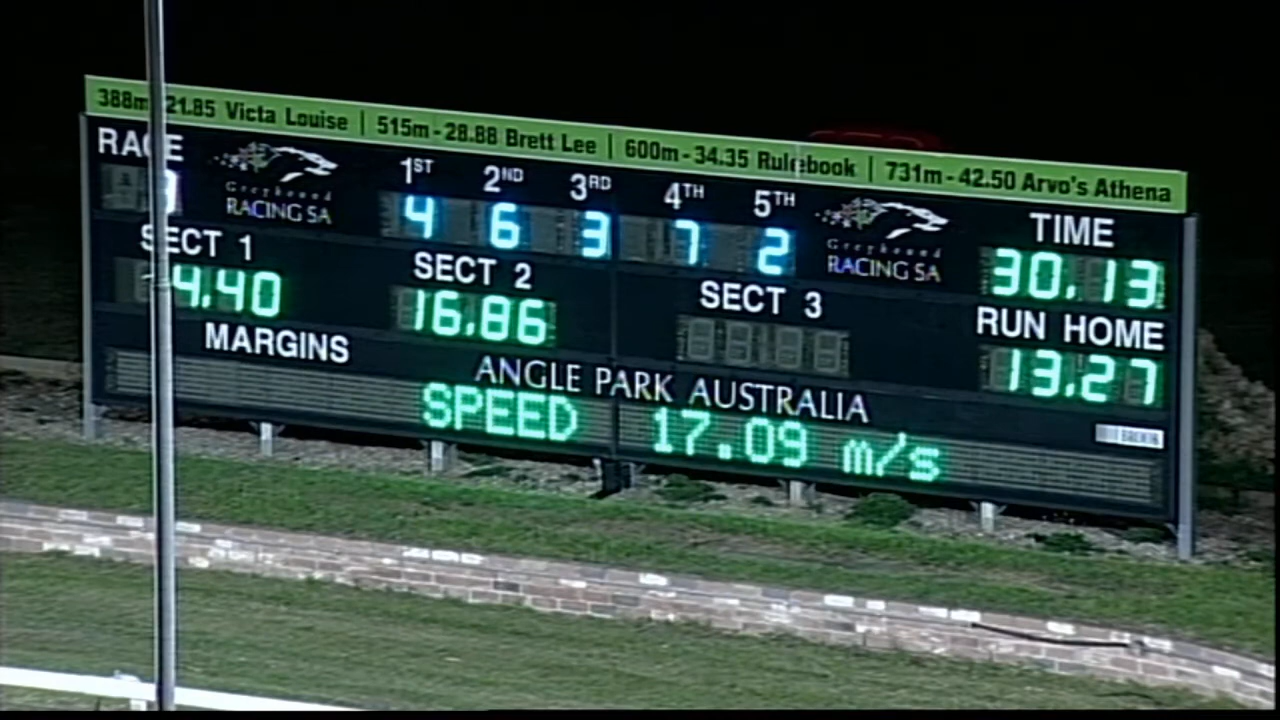 388m - 21.85 Victa Louise | 515m - 28.88 Brett Lee | 600m - 34.35 Rulebook | 731m - 42.50 Arvo's Athena
RACE
Greyhound
RACING SA
1ST 2ND 3RD 4TH 5TH
4 6 3 7 2
Greyhound
RACING SA
TIME
30.13
SECT 1
4.40
SECT 2
16.86
SECT 3
RUN HOME
13.27
MARGINS
ANGLE PARK AUSTRALIA
SPEED 17.09 m/s